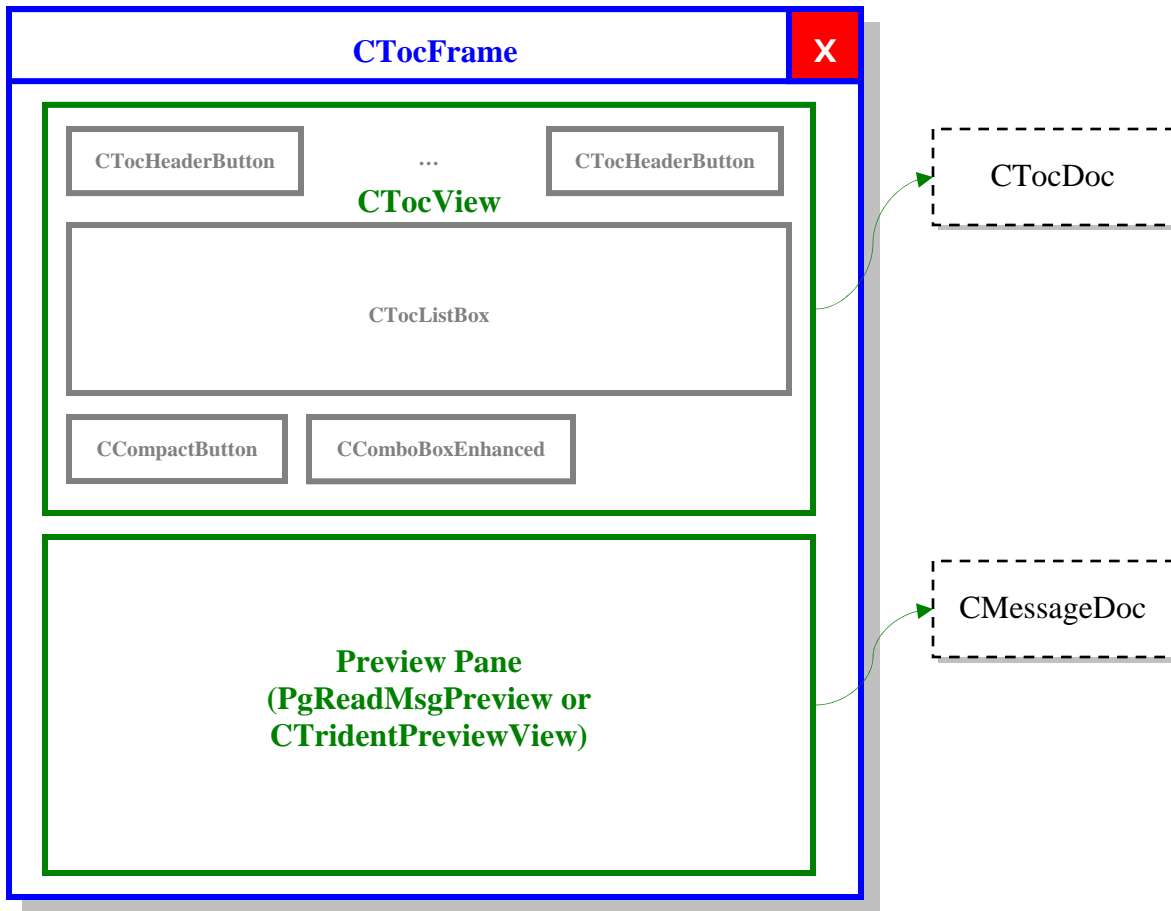 CTocFrame
X
CTocHeaderButton
...
CTocHeaderButton
CTocView
CTocListBox
CCompactButton
CComboBoxEnhanced
Preview Pane
(PgReadMsgPreview or
CTridentPreviewView)
CTocDoc
CMessageDoc